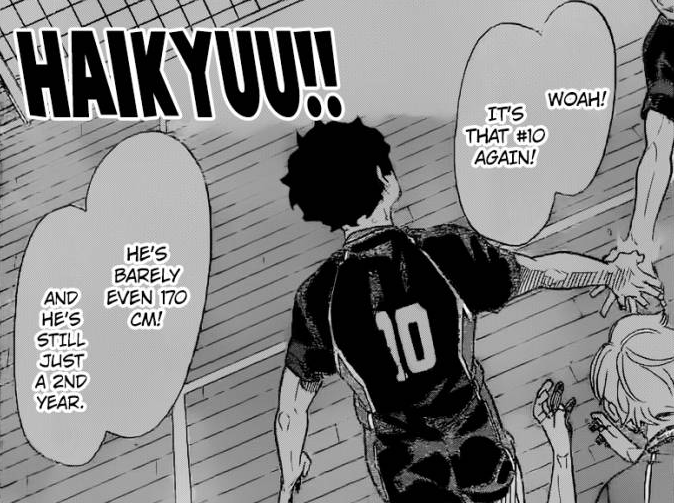 HAIKYUU!!
WOAH!
IT'S
THAT #10
AGAIN!
HE'S
BARELY
EVEN 170
CM!
AND
HE'S
STILL
JUST
A 2ND
YEAR.
10